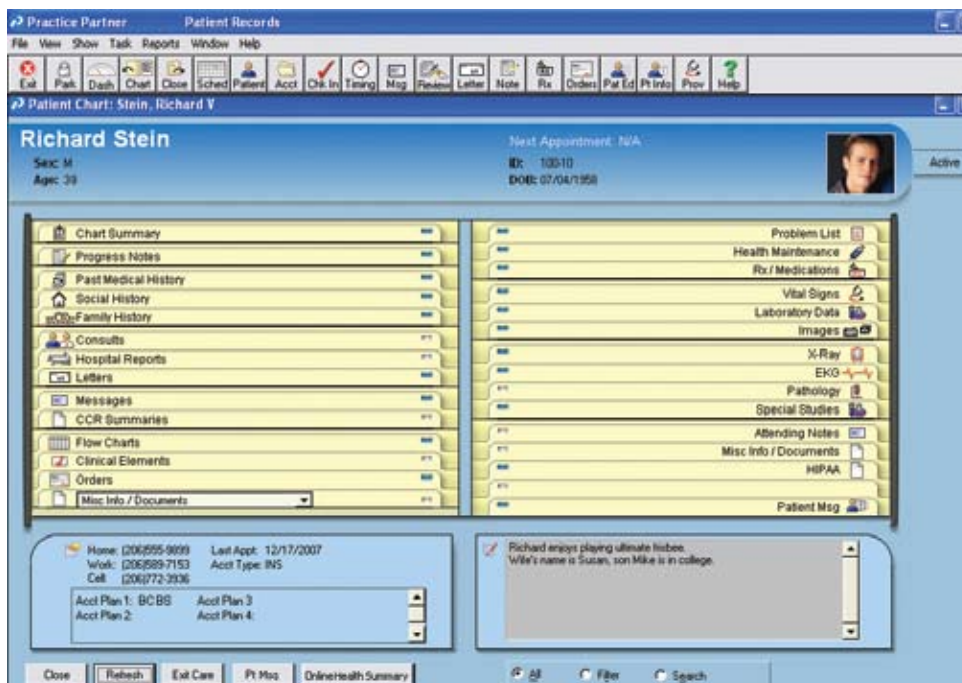 Practice Partner Patient Records
File View Show Task Reports Window Help
Exit Park Dash Chart Close Sched Patient Acct Chk In Timing Msg Review Letter Note Rx Orders Pat Ed Pt Info Prov Help
Patient Chart: Stein, Richard V
Richard Stein
Next Appointment: N/A
Sex: M
ID: 100-10
Active
Age: 39
DOB: 07/04/1958
Chart Summary
Progress Notes
Past Medical History
Social History
Family History
Consults
Hospital Reports
Letters
Messages
CCR Summaries
Flow Charts
Clinical Elements
Orders
Misc Info / Documents
Problem List
Health Maintenance
Rx / Medications
Vital Signs
Laboratory Data
Images
X-Ray
EKG
Pathology
Special Studies
Attending Notes
Misc Info / Documents
HIPAA
Patient Msg
Home: (206)555-9899 Last Appt: 12/17/2007
Work: (206)589-7153 Acct Type: INS
Cell: (206)772-3936
Acct Plan 1: BCBS Acct Plan 3:
Acct Plan 2: Acct Plan 4:
Richard enjoys playing ultimate frisbee.
Wife's name is Susan, son Mike is in college.
Close Refresh Exit Care Pt Msg Online Health Summary
All Filter Search